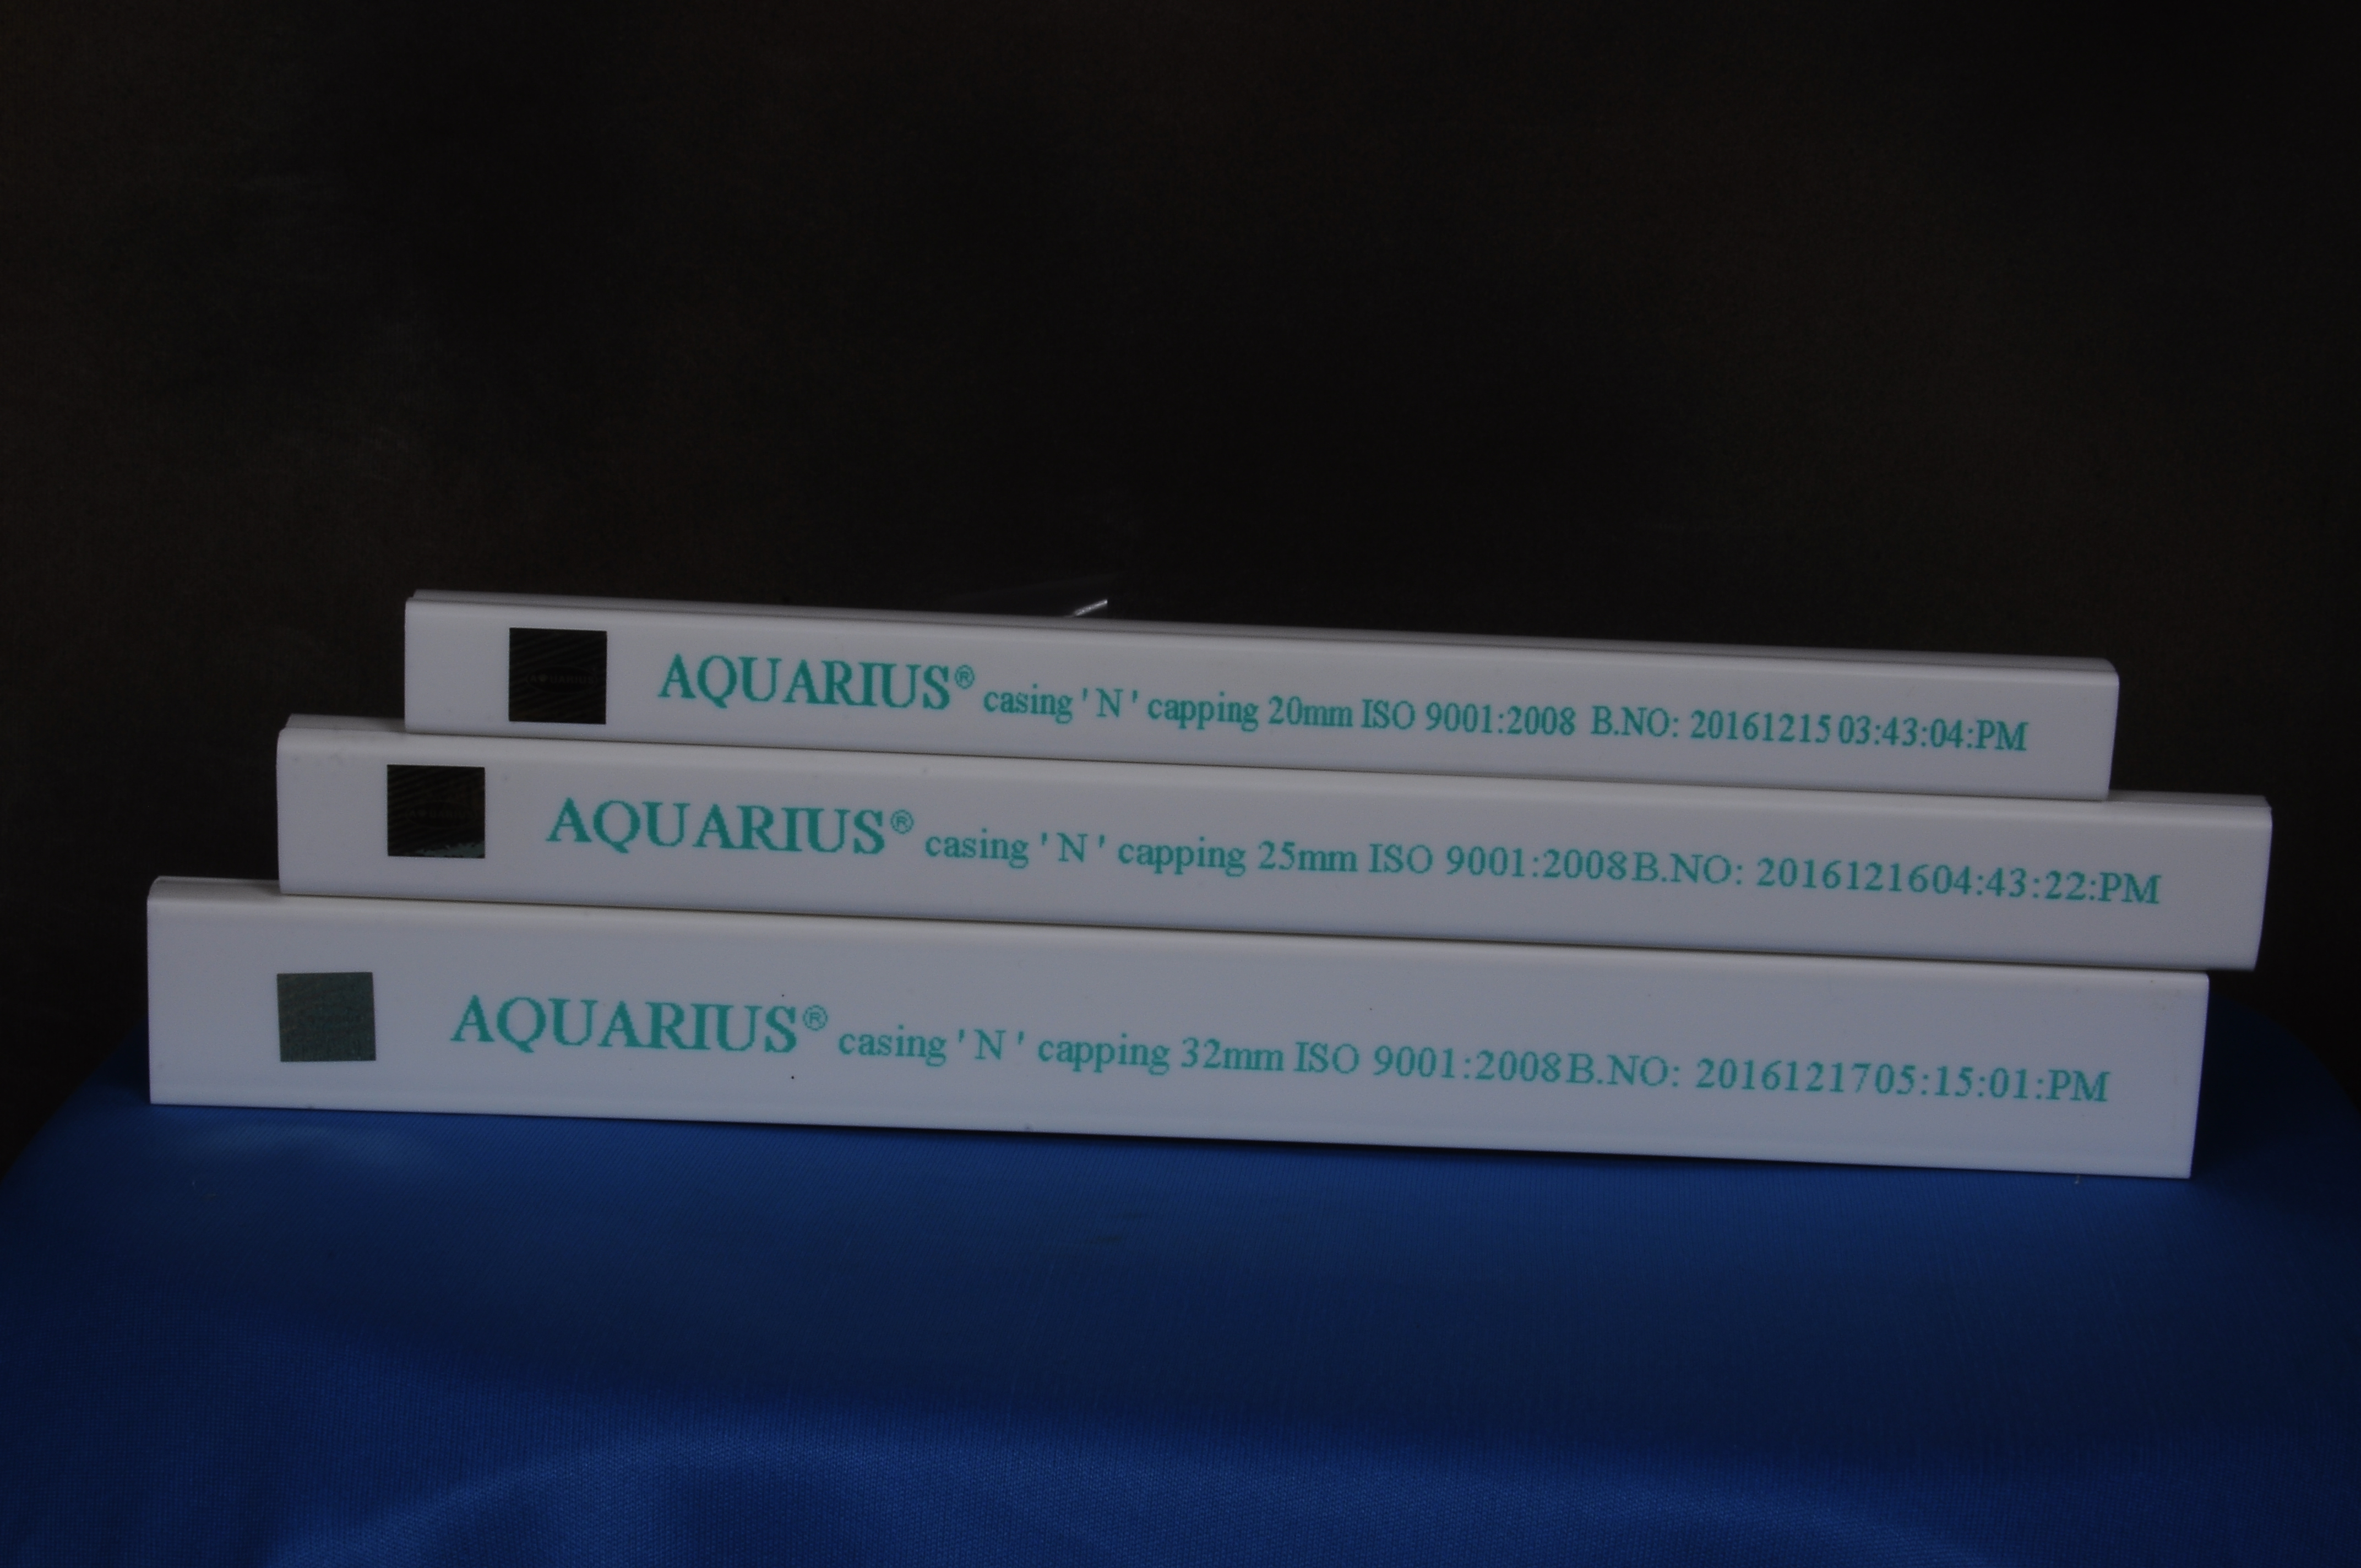 AQUARIUS
AQUARIUS® casing 'N' capping 20mm ISO 9001:2008 B.NO: 20161215 03:43:04:PM
AQUARIUS® casing 'N' capping 25mm ISO 9001:2008 B.NO: 2016121604:43:22:PM
AQUARIUS® casing 'N' capping 32mm ISO 9001:2008 B.NO: 2016121705:15:01:PM